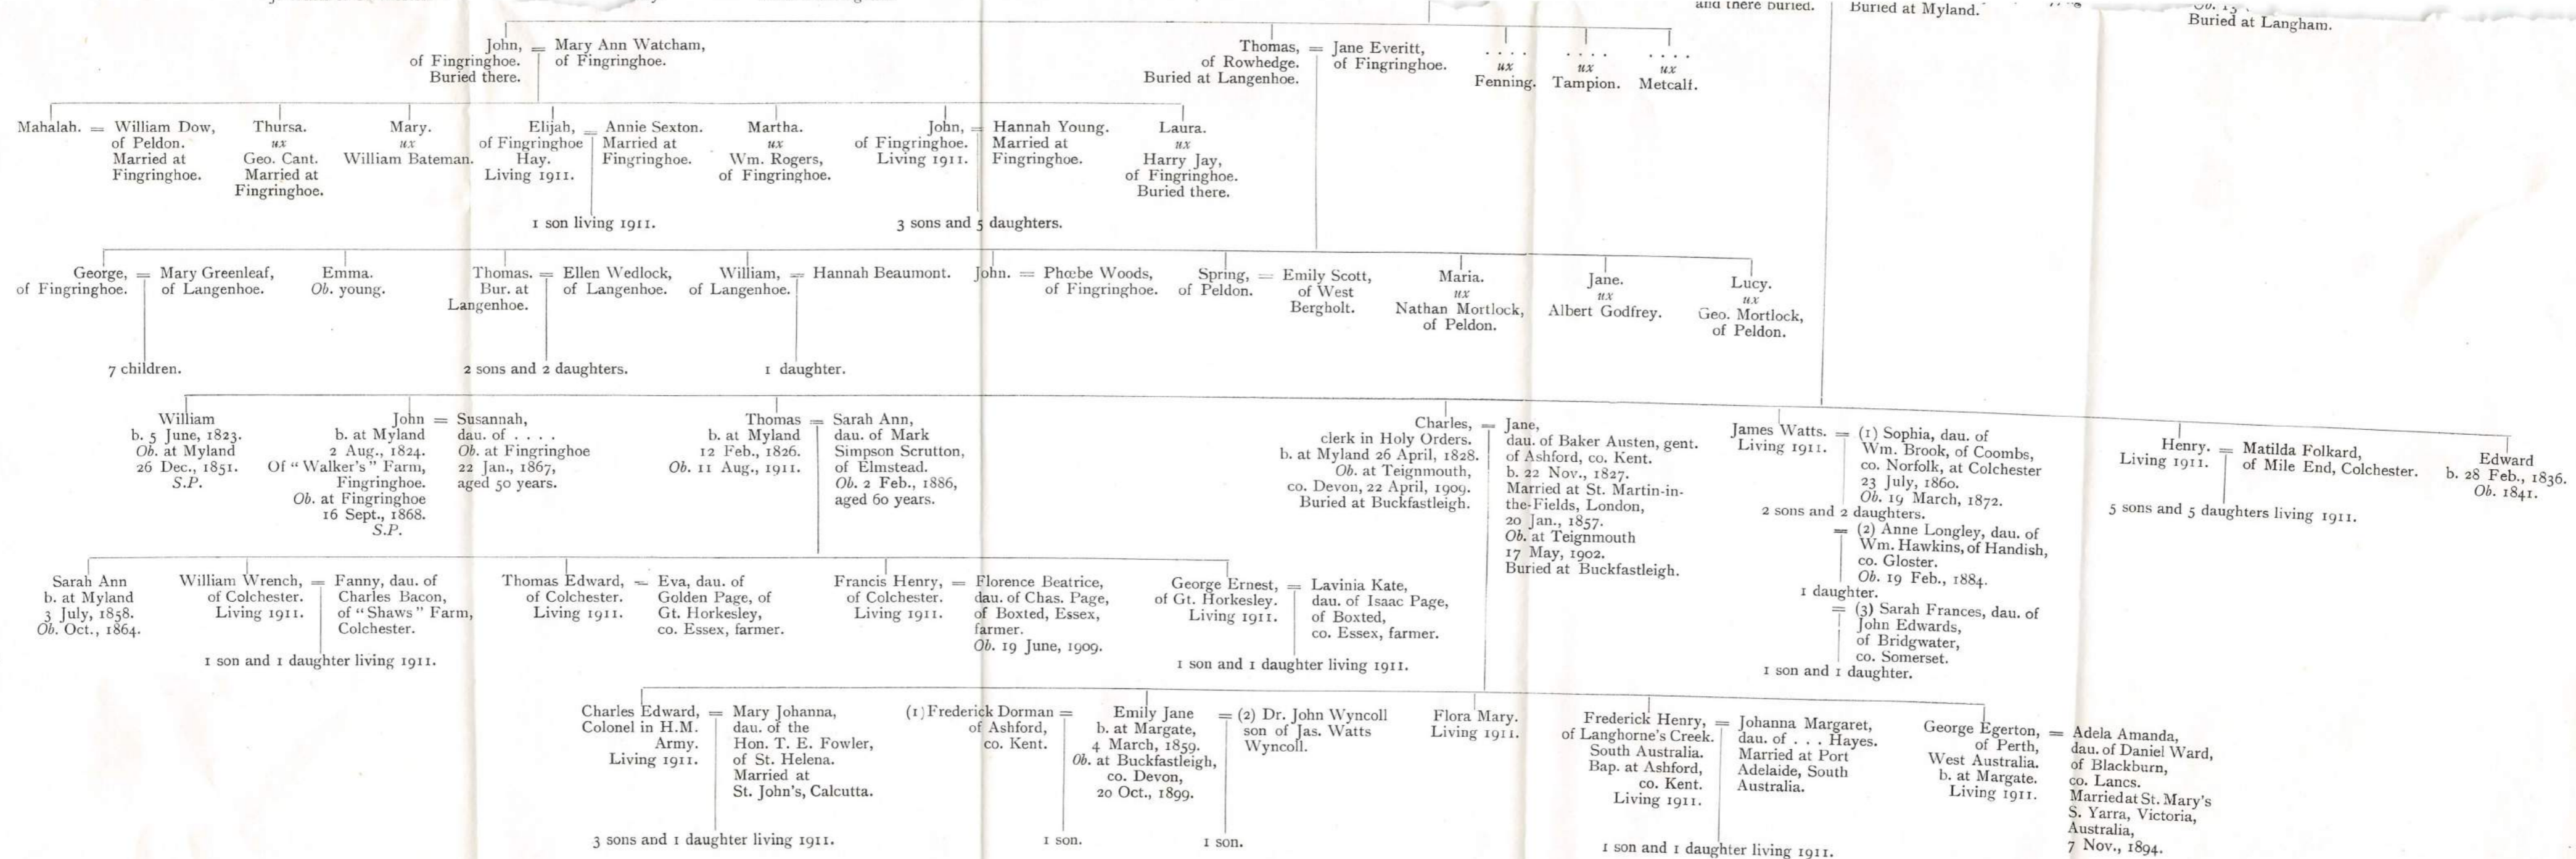 and there buried.
Buried at Myland.
Buried at Langham.
John, = Mary Ann Watcham,
of Fingringhoe. of Fingringhoe.
Buried there.
Thomas, = Jane Everitt,
of Rowhedge. of Fingringhoe.
Buried at Langenhoe.
. . . .
ux
Fenning.
. . . .
ux
Tampion.
. . . .
ux
Metcalf.
Mahalah. = William Dow,
of Peldon.
Married at
Fingringhoe.
Thursa.
ux
Geo. Cant.
Married at
Fingringhoe.
Mary.
ux
William Bateman.
Elijah, = Annie Sexton.
of Fingringhoe Married at
Hay. Fingringhoe.
Living 1911.
1 son living 1911.
Martha.
ux
Wm. Rogers,
of Fingringhoe.
John, = Hannah Young.
of Fingringhoe. Married at
Living 1911. Fingringhoe.
3 sons and 5 daughters.
Laura.
ux
Harry Jay,
of Fingringhoe.
Buried there.
George, = Mary Greenleaf,
of Fingringhoe. of Langenhoe.
7 children.
Emma.
Ob. young.
Thomas. = Ellen Wedlock,
Bur. at of Langenhoe.
Langenhoe.
2 sons and 2 daughters.
William, = Hannah Beaumont.
of Langenhoe.
1 daughter.
John. = Phœbe Woods,
of Fingringhoe.
Spring, = Emily Scott,
of Peldon. of West
Bergholt.
Maria.
ux
Nathan Mortlock,
of Peldon.
Jane.
ux
Albert Godfrey.
Lucy.
ux
Geo. Mortlock,
of Peldon.
William
b. 5 June, 1823.
Ob. at Myland
26 Dec., 1851.
S.P.
John = Susannah,
b. at Myland dau. of . . . .
2 Aug., 1824. Ob. at Fingringhoe
Of "Walker's" Farm, 22 Jan., 1867,
Fingringhoe. aged 50 years.
Ob. at Fingringhoe
16 Sept., 1868.
S.P.
Thomas = Sarah Ann,
b. at Myland dau. of Mark
12 Feb., 1826. Simpson Scrutton,
Ob. 11 Aug., 1911. of Elmstead.
Ob. 2 Feb., 1886,
aged 60 years.
Charles, = Jane,
clerk in Holy Orders. dau. of Baker Austen, gent.
b. at Myland 26 April, 1828. of Ashford, co. Kent.
Ob. at Teignmouth, b. 22 Nov., 1827.
co. Devon, 22 April, 1909. Married at St. Martin-in-
Buried at Buckfastleigh. the-Fields, London,
20 Jan., 1857.
Ob. at Teignmouth
17 May, 1902.
Buried at Buckfastleigh.
James Watts. = (1) Sophia, dau. of
Living 1911. Wm. Brook, of Coombs,
co. Norfolk, at Colchester
23 July, 1860.
Ob. 19 March, 1872.
2 sons and 2 daughters.
= (2) Anne Longley, dau. of
Wm. Hawkins, of Handish,
co. Gloster.
Ob. 19 Feb., 1884.
1 daughter.
= (3) Sarah Frances, dau. of
John Edwards,
of Bridgwater,
co. Somerset.
1 son and 1 daughter.
Henry. = Matilda Folkard,
Living 1911. of Mile End, Colchester.
5 sons and 5 daughters living 1911.
Edward
b. 28 Feb., 1836.
Ob. 1841.
Sarah Ann
b. at Myland
3 July, 1858.
Ob. Oct., 1864.
William Wrench, = Fanny, dau. of
of Colchester. Charles Bacon,
Living 1911. of "Shaws" Farm,
Colchester.
1 son and 1 daughter living 1911.
Thomas Edward, = Eva, dau. of
of Colchester. Golden Page, of
Living 1911. Gt. Horkesley,
co. Essex, farmer.
Francis Henry, = Florence Beatrice,
of Colchester. dau. of Chas. Page,
Living 1911. of Boxted, Essex,
farmer.
Ob. 19 June, 1909.
George Ernest, = Lavinia Kate,
of Gt. Horkesley. dau. of Isaac Page,
Living 1911. of Boxted,
co. Essex, farmer.
1 son and 1 daughter living 1911.
Charles Edward, = Mary Johanna,
Colonel in H.M. dau. of the
Army. Hon. T. E. Fowler,
Living 1911. of St. Helena.
Married at
St. John's, Calcutta.
3 sons and 1 daughter living 1911.
(1) Frederick Dorman = Emily Jane = (2) Dr. John Wyncoll
of Ashford, b. at Margate, son of Jas. Watts
co. Kent. 4 March, 1859. Wyncoll.
Ob. at Buckfastleigh,
co. Devon,
20 Oct., 1899.
1 son. 1 son.
Flora Mary.
Living 1911.
Frederick Henry, = Johanna Margaret,
of Langhorne's Creek. dau. of . . . Hayes.
South Australia. Married at Port
Bap. at Ashford, Adelaide, South
co. Kent. Australia.
Living 1911.
1 son and 1 daughter living 1911.
George Egerton, = Adela Amanda,
of Perth, dau. of Daniel Ward,
West Australia. of Blackburn,
b. at Margate. co. Lancs.
Living 1911. Married at St. Mary's
S. Yarra, Victoria,
Australia,
7 Nov., 1894.